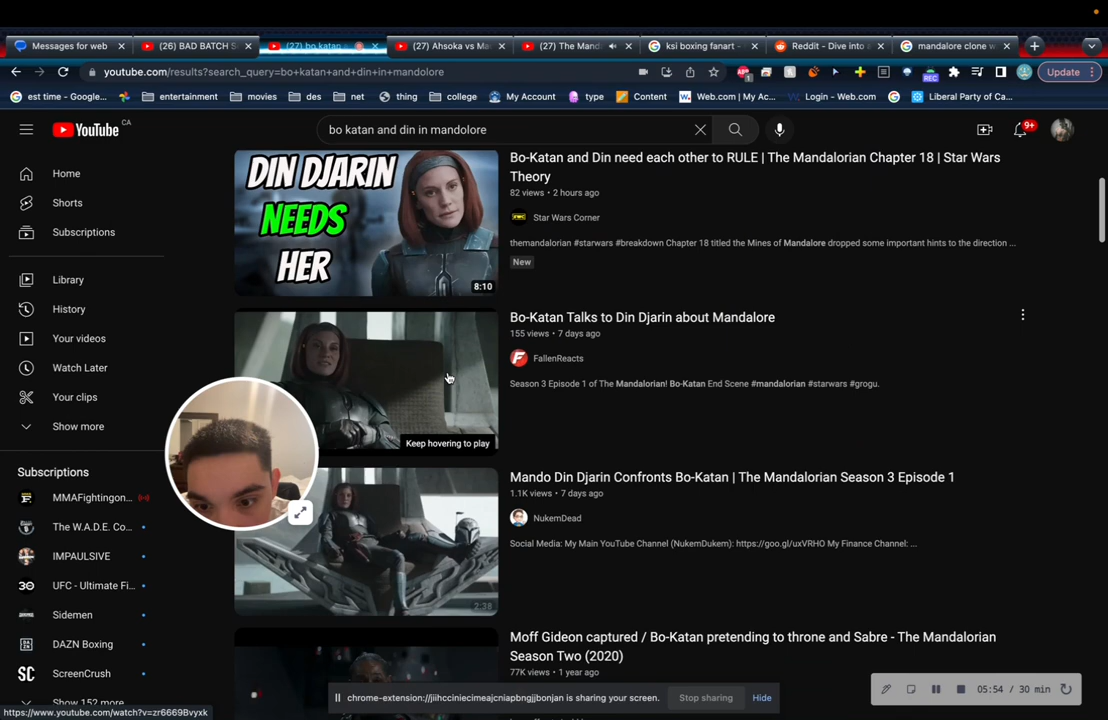 Messages for web
(26) BAD BATCH S
(27) bo katan
(27) Ahsoka vs Ma
(27) The Mand
ksi boxing fanart -
Reddit - Dive into a
mandalore clone w
youtube.com/results?search_query=bo+katan+and+din+in+mandolore
1
REC
Update
est time - Google...
entertainment
movies
des
net
thing
college
My Account
type
Content
Web.com | My Ac...
Login - Web.com
Liberal Party of Ca...
YouTube CA
bo katan and din in mandolore
9+
Home
Shorts
Subscriptions
Library
History
Your videos
Watch Later
Your clips
Show more
Subscriptions
MMAFightingon...
The W.A.D.E. Co...
IMPAULSIVE
UFC - Ultimate Fi...
Sidemen
DAZN Boxing
ScreenCrush
Show 152 more
DIN DJARIN
NEEDS
HER
8:10
Bo-Katan and Din need each other to RULE | The Mandalorian Chapter 18 | Star Wars
Theory
82 views • 2 hours ago
Star Wars Corner
themandalorian #starwars #breakdown Chapter 18 titled the Mines of Mandalore dropped some important hints to the direction ...
New
Keep hovering to play
Bo-Katan Talks to Din Djarin about Mandalore
155 views • 7 days ago
FallenReacts
Season 3 Episode 1 of The Mandalorian! Bo-Katan End Scene #mandalorian #starwars #grogu.
2:38
Mando Din Djarin Confronts Bo-Katan | The Mandalorian Season 3 Episode 1
1.1K views • 7 days ago
NukemDead
Social Media: My Main YouTube Channel (NukemDukem): https://goo.gl/uxVRHO My Finance Channel: ...
Moff Gideon captured / Bo-Katan pretending to throne and Sabre - The Mandalorian
Season Two (2020)
77K views • 1 year ago
chrome-extension://jiihcciniecimeajcniapbngjjbonjan is sharing your screen.
Stop sharing
Hide
05:54 / 30 min
https://www.youtube.com/watch?v=zr6669Bvyxk